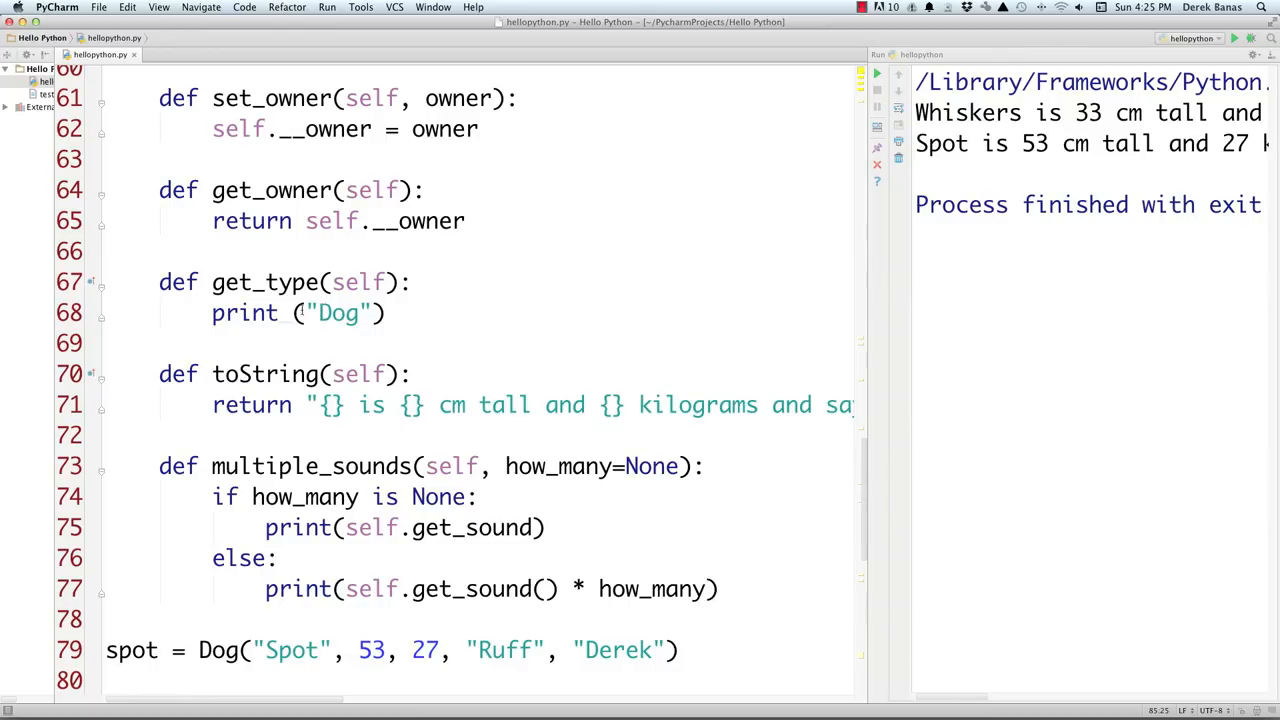 PyCharm File Edit View Navigate Code Refactor Run Tools VCS Window Help 10 Sun 4:25 PM Derek Banas
hellopython.py - Hello Python - [~/PycharmProjects/Hello Python]
Hello Python hellopython.py hellopython
hellopython.py Run hellopython
Hello P
hell
test
Externa
60
61 def set_owner(self, owner):
62 self.__owner = owner
63
64 def get_owner(self):
65 return self.__owner
66
67 def get_type(self):
68 print ("Dog")
69
70 def toString(self):
71 return "{} is {} cm tall and {} kilograms and say
72
73 def multiple_sounds(self, how_many=None):
74 if how_many is None:
75 print(self.get_sound)
76 else:
77 print(self.get_sound() * how_many)
78
79 spot = Dog("Spot", 53, 27, "Ruff", "Derek")
80
/Library/Frameworks/Python.
Whiskers is 33 cm tall and
Spot is 53 cm tall and 27 k
Process finished with exit
85:25 LF UTF-8